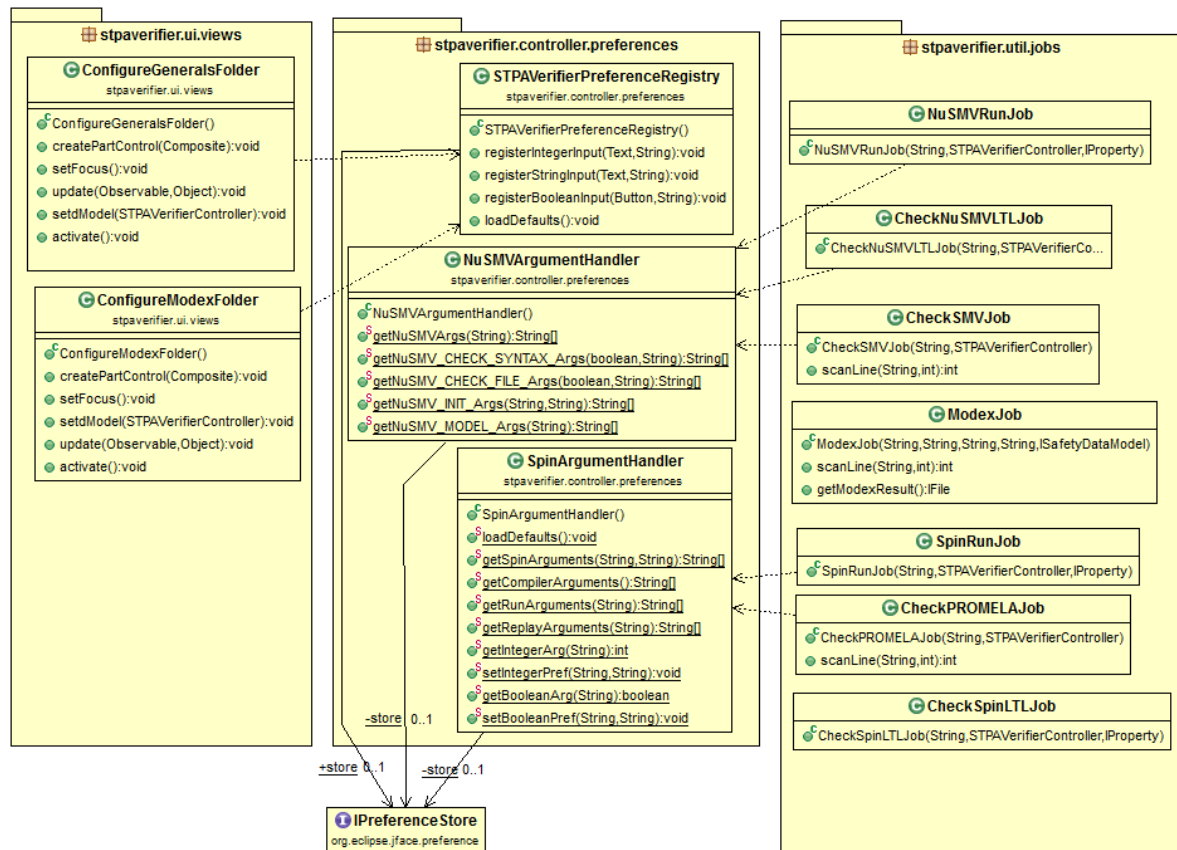 stpaverifier.ui.views
ConfigureGeneralsFolder
stpaverifier.ui.views
ConfigureGeneralsFolder()
createPartControl(Composite):void
setFocus():void
update(Observable,Object):void
setdModel(STPAVerifierController):void
activate():void
ConfigureModexFolder
stpaverifier.ui.views
ConfigureModexFolder()
createPartControl(Composite):void
setFocus():void
setdModel(STPAVerifierController):void
update(Observable,Object):void
activate():void
stpaverifier.controller.preferences
STPAVerifierPreferenceRegistry
stpaverifier.controller.preferences
STPAVerifierPreferenceRegistry()
registerIntegerInput(Text,String):void
registerStringInput(Text,String):void
registerBooleanInput(Button,String):void
loadDefaults():void
NuSMVArgumentHandler
stpaverifier.controller.preferences
NuSMVArgumentHandler()
getNuSMVArgs(String):String[]
getNuSMV_CHECK_SYNTAX_Args(boolean,String):String[]
getNuSMV_CHECK_FILE_Args(boolean,String):String[]
getNuSMV_INIT_Args(String,String):String[]
getNuSMV_MODEL_Args(String):String[]
SpinArgumentHandler
stpaverifier.controller.preferences
SpinArgumentHandler()
loadDefaults():void
getSpinArguments(String,String):String[]
getCompilerArguments():String[]
getRunArguments(String):String[]
getReplayArguments(String):String[]
getIntegerArg(String):int
setIntegerPref(String,String):void
getBooleanArg(String):boolean
setBooleanPref(String,String):void
-store 0..1
+store 0..1
-store 0..1
IPreferenceStore
org.eclipse.jface.preference
stpaverifier.util.jobs
NuSMVRunJob
NuSMVRunJob(String,STPAVerifierController,IProperty)
CheckNuSMVLTLJob
CheckNuSMVLTLJob(String,STPAVerifierCo...
CheckSMVJob
CheckSMVJob(String,STPAVerifierController)
scanLine(String,int):int
ModexJob
ModexJob(String,String,String,String,ISafetyDataModel)
scanLine(String,int):int
getModexResult():IFile
SpinRunJob
SpinRunJob(String,STPAVerifierController,IProperty)
CheckPROMELAJob
CheckPROMELAJob(String,STPAVerifierController)
scanLine(String,int):int
CheckSpinLTLJob
CheckSpinLTLJob(String,STPAVerifierController,IProperty)